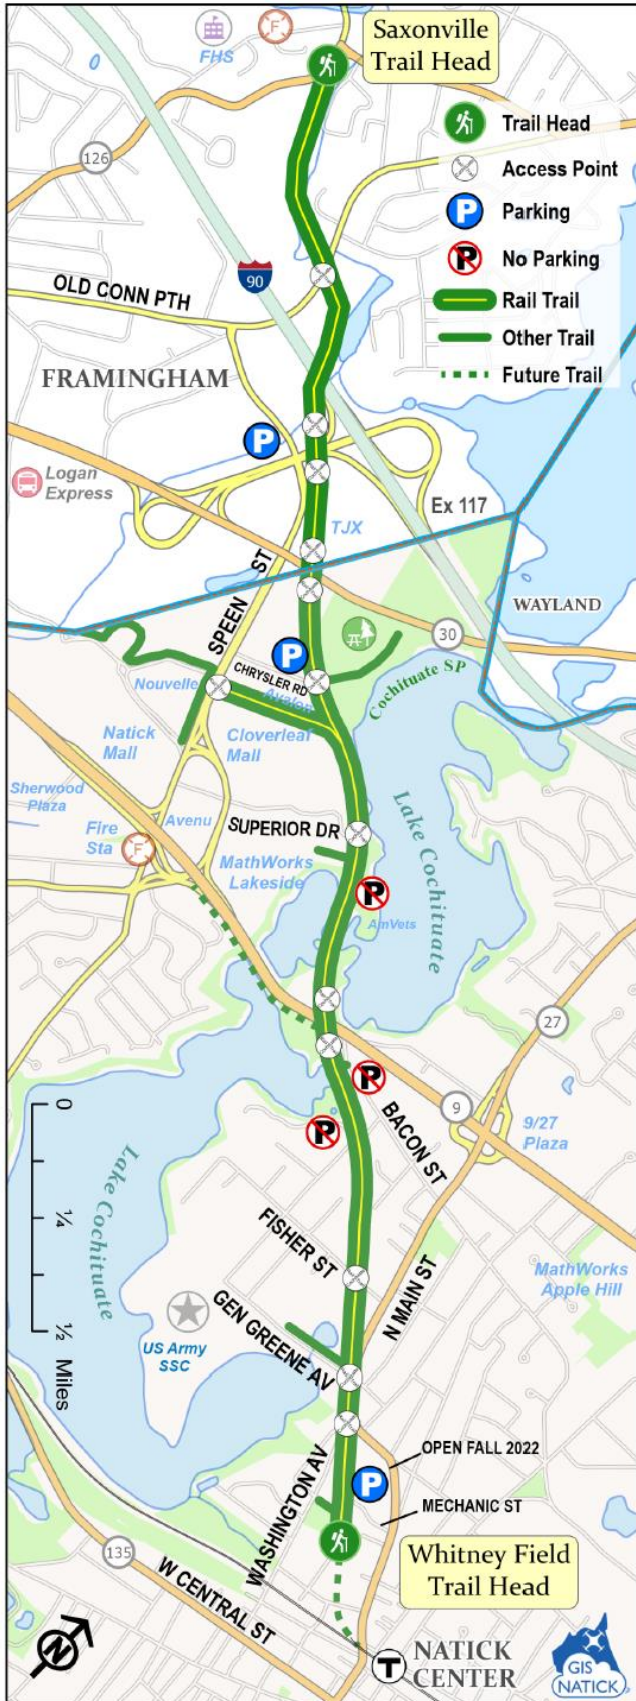 Saxonville
Trail Head
FHS
F
Trail Head
Access Point
P
Parking
P
No Parking
Rail Trail
Other Trail
Future Trail
126
90
OLD CONN PTH
FRAMINGHAM
P
Logan
Express
Ex 117
TJX
SPEEN ST
WAYLAND
30
P
CHRYSLER RD
Avalon
Cochituate SP
Nouvelle
Natick
Mall
Cloverleaf
Mall
Sherwood
Plaza
Fire
Sta
F
Avenu
SUPERIOR DR
MathWorks
Lakeside
P
AmVets
Lake Cochituate
27
9
P
P
BACON ST
9/27
Plaza
0
¼
½ Miles
Lake Cochituate
FISHER ST
N MAIN ST
MathWorks
Apple Hill
GEN GREENE AV
US Army
SSC
OPEN FALL 2022
P
MECHANIC ST
WASHINGTON AV
Whitney Field
Trail Head
135
W CENTRAL ST
N
T
NATICK
CENTER
GIS
NATICK